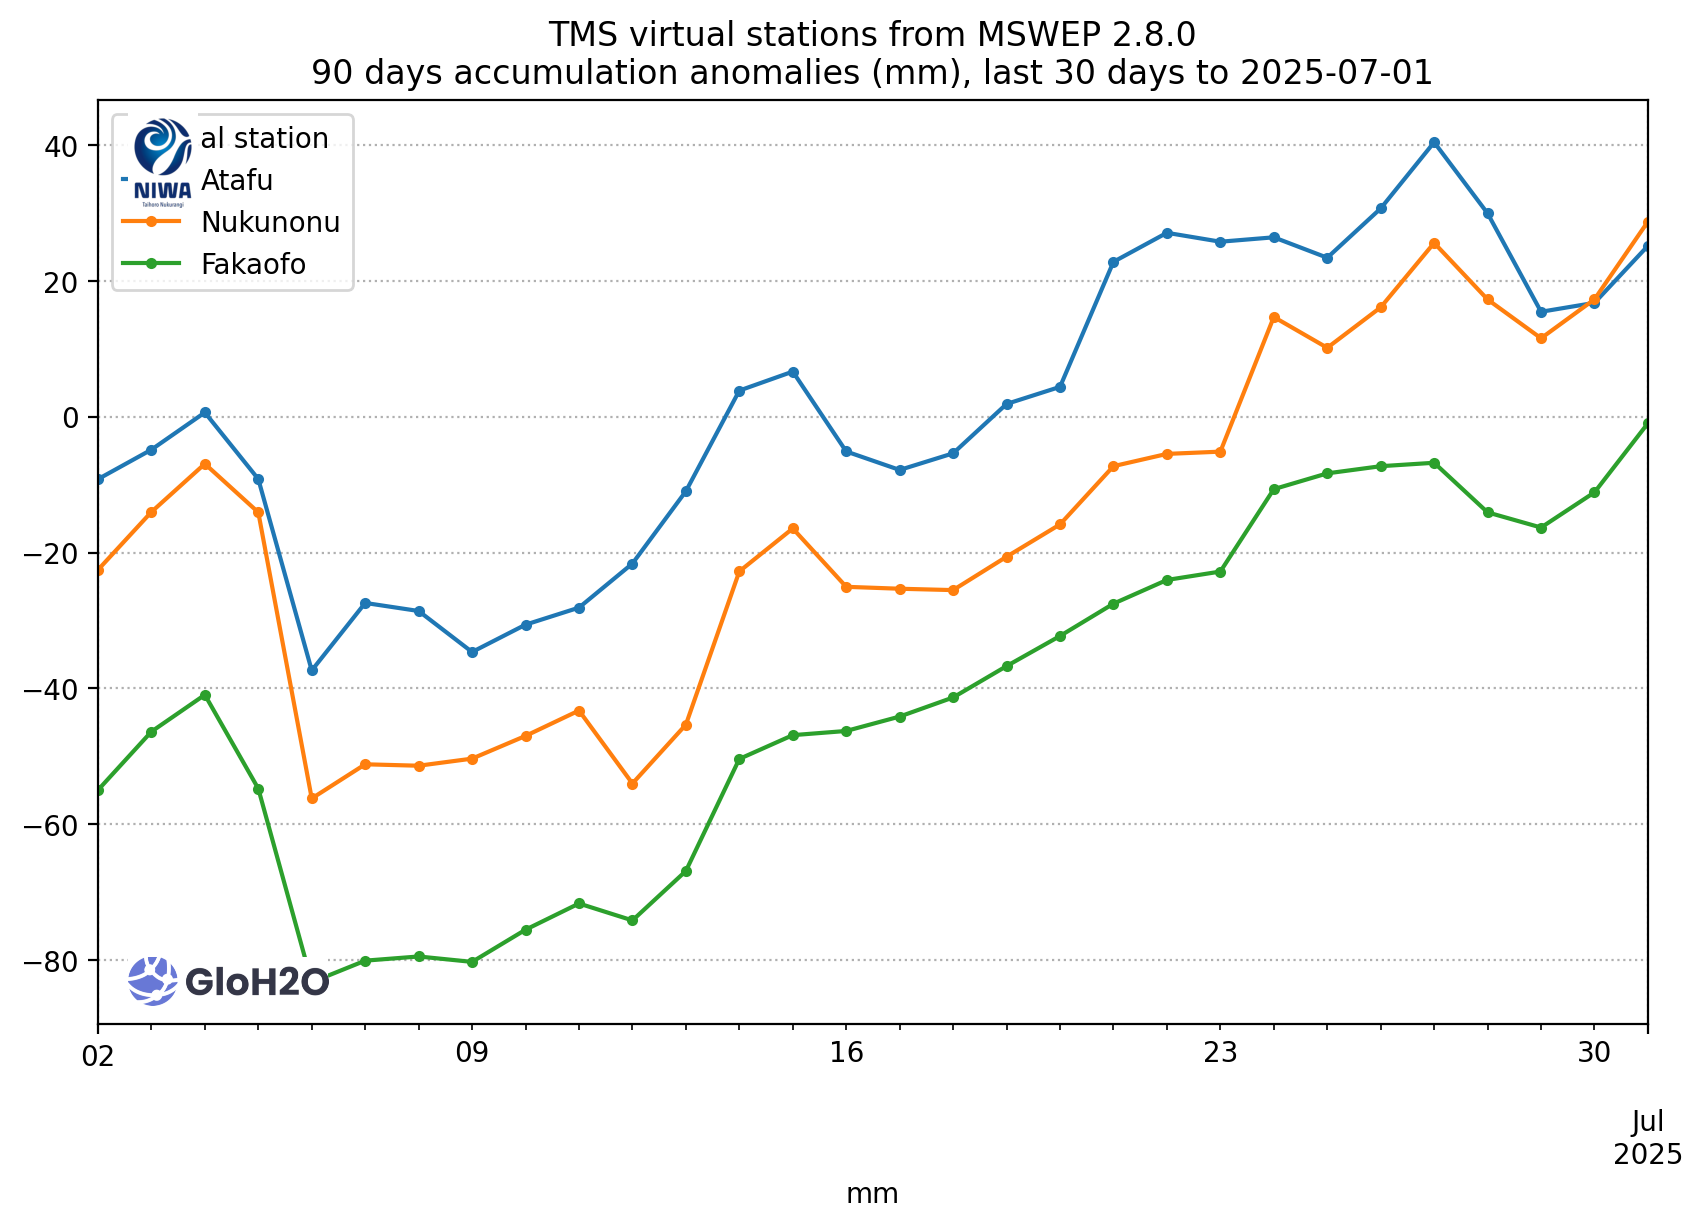 TMS virtual stations from MSWEP 2.8.0
90 days accumulation anomalies (mm), last 30 days to 2025-07-01
al station
Atafu
Nukunonu
Fakaofo
NIWA
Taihoro Nukurangi
40
20
0
−20
−40
−60
−80
GloH2O
02
09
16
23
30
Jul
2025
mm